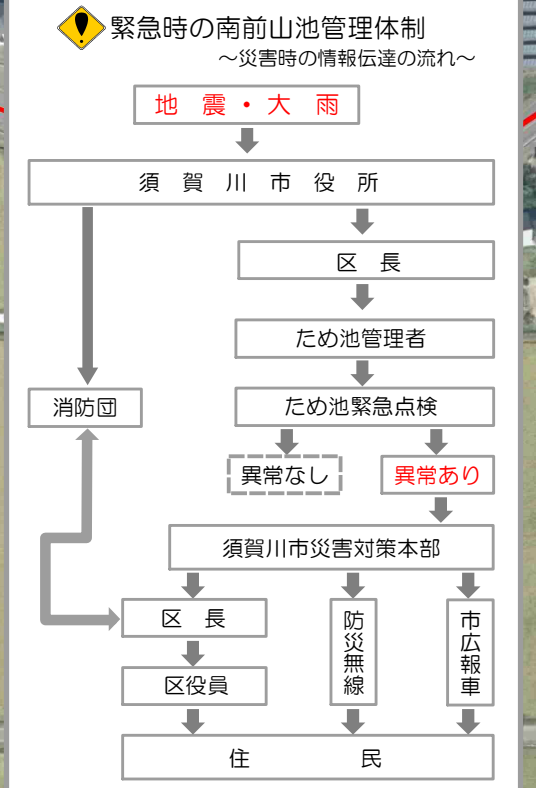 緊急時の南前山池管理体制
～災害時の情報伝達の流れ～
地 震・大 雨
須 賀 川 市 役 所
区 長
ため池管理者
消防団
ため池緊急点検
異常なし
異常あり
須賀川市災害対策本部
区 長
防災無線
市広報車
区役員
住 民